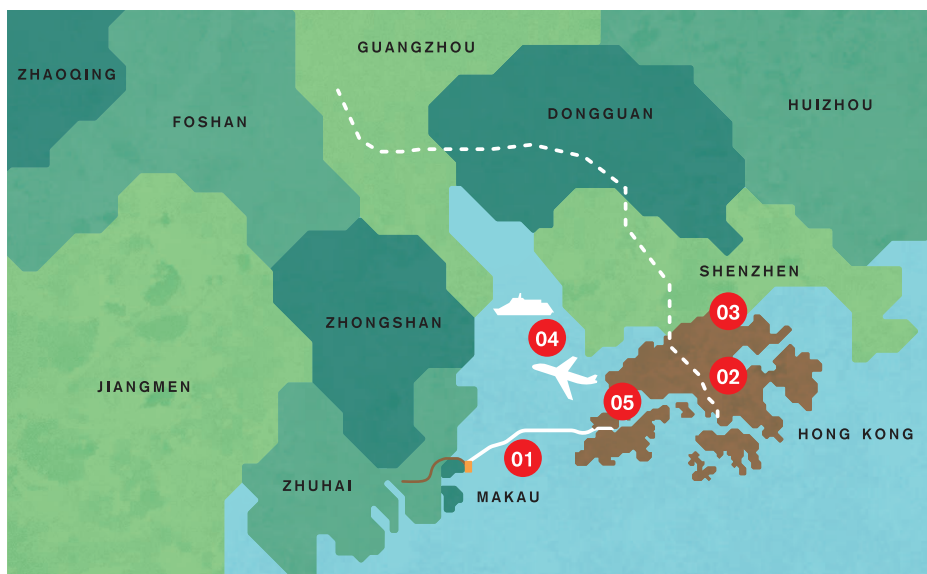 GUANGZHOU
ZHAOQING
DONGGUAN
HUIZHOU
FOSHAN
SHENZHEN
03
ZHONGSHAN
04
02
JIANGMEN
05
HONG KONG
01
ZHUHAI
MAKAU